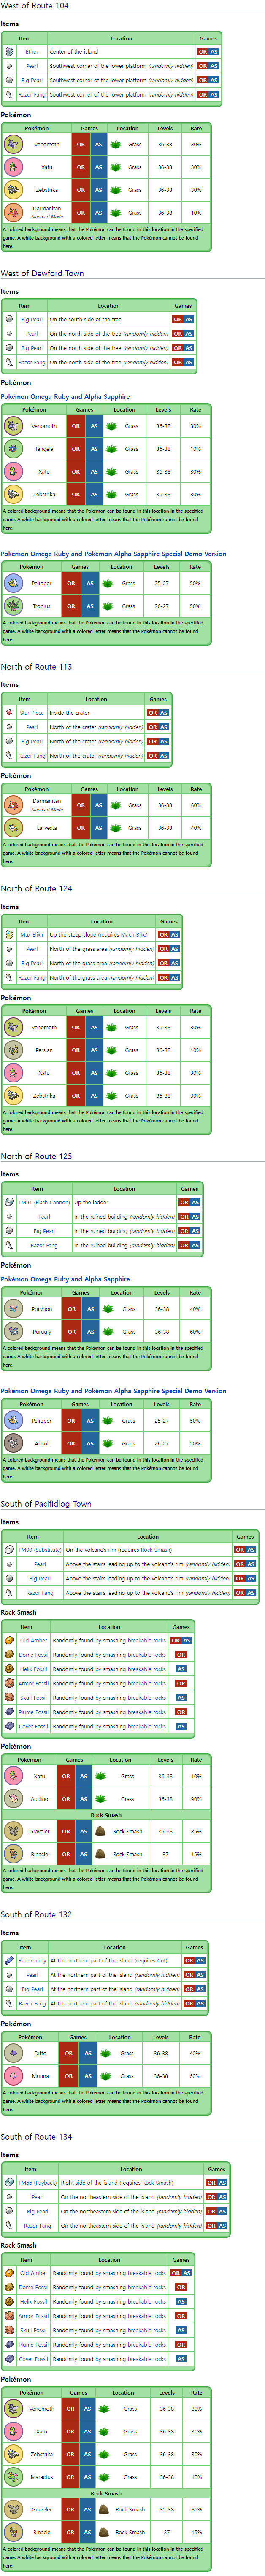 West of Route 104
Items
Item Location Games
Ether Center of the island OR AS
Pearl Southwest corner of the lower platform (randomly hidden) OR AS
Big Pearl Southwest corner of the lower platform (randomly hidden) OR AS
Razor Fang Southwest corner of the lower platform (randomly hidden) OR AS
Pokémon
Pokémon Games Location Levels Rate
Venomoth OR AS Grass 36-38 30%
Xatu OR AS Grass 36-38 30%
Zebstrika OR AS Grass 36-38 30%
Darmanitan
Standard Mode OR AS Grass 36-38 10%
A colored background means that the Pokémon can be found in this location in the specified
game. A white background with a colored letter means that the Pokémon cannot be found
here.
West of Dewford Town
Items
Item Location Games
Big Pearl On the south side of the tree OR AS
Pearl On the north side of the tree (randomly hidden) OR AS
Big Pearl On the north side of the tree (randomly hidden) OR AS
Razor Fang On the north side of the tree (randomly hidden) OR AS
Pokémon
Pokémon Omega Ruby and Alpha Sapphire
Pokémon Games Location Levels Rate
Venomoth OR AS Grass 36-38 30%
Tangela OR AS Grass 36-38 10%
Xatu OR AS Grass 36-38 30%
Zebstrika OR AS Grass 36-38 30%
A colored background means that the Pokémon can be found in this location in the specified
game. A white background with a colored letter means that the Pokémon cannot be found
here.
Pokémon Omega Ruby and Pokémon Alpha Sapphire Special Demo Version
Pokémon Games Location Levels Rate
Pelipper OR AS Grass 25-27 50%
Tropius OR AS Grass 26-27 50%
A colored background means that the Pokémon can be found in this location in the specified
game. A white background with a colored letter means that the Pokémon cannot be found
here.
North of Route 113
Items
Item Location Games
Star Piece Inside the crater OR AS
Pearl North of the crater (randomly hidden) OR AS
Big Pearl North of the crater (randomly hidden) OR AS
Razor Fang North of the crater (randomly hidden) OR AS
Pokémon
Pokémon Games Location Levels Rate
Darmanitan
Standard Mode OR AS Grass 36-38 60%
Larvesta OR AS Grass 36-38 40%
A colored background means that the Pokémon can be found in this location in the specified
game. A white background with a colored letter means that the Pokémon cannot be found
here.
North of Route 124
Items
Item Location Games
Max Elixir Up the steep slope (requires Mach Bike) OR AS
Pearl North of the grass area (randomly hidden) OR AS
Big Pearl North of the grass area (randomly hidden) OR AS
Razor Fang North of the grass area (randomly hidden) OR AS
Pokémon
Pokémon Games Location Levels Rate
Venomoth OR AS Grass 36-38 30%
Persian OR AS Grass 36-38 10%
Xatu OR AS Grass 36-38 30%
Zebstrika OR AS Grass 36-38 30%
A colored background means that the Pokémon can be found in this location in the specified
game. A white background with a colored letter means that the Pokémon cannot be found
here.
North of Route 125
Items
Item Location Games
TM91 (Flash Cannon) Up the ladder OR AS
Pearl In the ruined building (randomly hidden) OR AS
Big Pearl In the ruined building (randomly hidden) OR AS
Razor Fang In the ruined building (randomly hidden) OR AS
Pokémon
Pokémon Omega Ruby and Alpha Sapphire
Pokémon Games Location Levels Rate
Porygon OR AS Grass 36-38 40%
Purugly OR AS Grass 36-38 60%
A colored background means that the Pokémon can be found in this location in the specified
game. A white background with a colored letter means that the Pokémon cannot be found
here.
Pokémon Omega Ruby and Pokémon Alpha Sapphire Special Demo Version
Pokémon Games Location Levels Rate
Pelipper OR AS Grass 25-27 50%
Absol OR AS Grass 26-27 50%
A colored background means that the Pokémon can be found in this location in the specified
game. A white background with a colored letter means that the Pokémon cannot be found
here.
South of Pacifidlog Town
Items
Item Location Games
TM90 (Substitute) On the volcano's rim (requires Rock Smash) OR AS
Pearl Above the stairs leading up to the volcano's rim (randomly hidden) OR AS
Big Pearl Above the stairs leading up to the volcano's rim (randomly hidden) OR AS
Razor Fang Above the stairs leading up to the volcano's rim (randomly hidden) OR AS
Rock Smash
Item Location Games
Old Amber Randomly found by smashing breakable rocks OR AS
Dome Fossil Randomly found by smashing breakable rocks OR
Helix Fossil Randomly found by smashing breakable rocks AS
Armor Fossil Randomly found by smashing breakable rocks OR
Skull Fossil Randomly found by smashing breakable rocks AS
Plume Fossil Randomly found by smashing breakable rocks OR
Cover Fossil Randomly found by smashing breakable rocks AS
Pokémon
Pokémon Games Location Levels Rate
Xatu OR AS Grass 36-38 10%
Audino OR AS Grass 36-38 90%
Rock Smash
Graveler OR AS Rock Smash 35-38 85%
Binacle OR AS Rock Smash 37 15%
A colored background means that the Pokémon can be found in this location in the specified
game. A white background with a colored letter means that the Pokémon cannot be found
here.
South of Route 132
Items
Item Location Games
Rare Candy At the northern part of the island (requires Cut) OR AS
Pearl At the northern part of the island (randomly hidden) OR AS
Big Pearl At the northern part of the island (randomly hidden) OR AS
Razor Fang At the northern part of the island (randomly hidden) OR AS
Pokémon
Pokémon Games Location Levels Rate
Ditto OR AS Grass 36-38 40%
Munna OR AS Grass 36-38 60%
A colored background means that the Pokémon can be found in this location in the specified
game. A white background with a colored letter means that the Pokémon cannot be found
here.
South of Route 134
Items
Item Location Games
TM66 (Payback) Right side of the island (requires Rock Smash) OR AS
Pearl On the northeastern side of the island (randomly hidden) OR AS
Big Pearl On the northeastern side of the island (randomly hidden) OR AS
Razor Fang On the northeastern side of the island (randomly hidden) OR AS
Rock Smash
Item Location Games
Old Amber Randomly found by smashing breakable rocks OR AS
Dome Fossil Randomly found by smashing breakable rocks OR
Helix Fossil Randomly found by smashing breakable rocks AS
Armor Fossil Randomly found by smashing breakable rocks OR
Skull Fossil Randomly found by smashing breakable rocks AS
Plume Fossil Randomly found by smashing breakable rocks OR
Cover Fossil Randomly found by smashing breakable rocks AS
Pokémon
Pokémon Games Location Levels Rate
Venomoth OR AS Grass 36-38 30%
Xatu OR AS Grass 36-38 30%
Zebstrika OR AS Grass 36-38 30%
Maractus OR AS Grass 36-38 10%
Rock Smash
Graveler OR AS Rock Smash 35-38 85%
Binacle OR AS Rock Smash 37 15%
A colored background means that the Pokémon can be found in this location in the specified
game. A white background with a colored letter means that the Pokémon cannot be found
here.